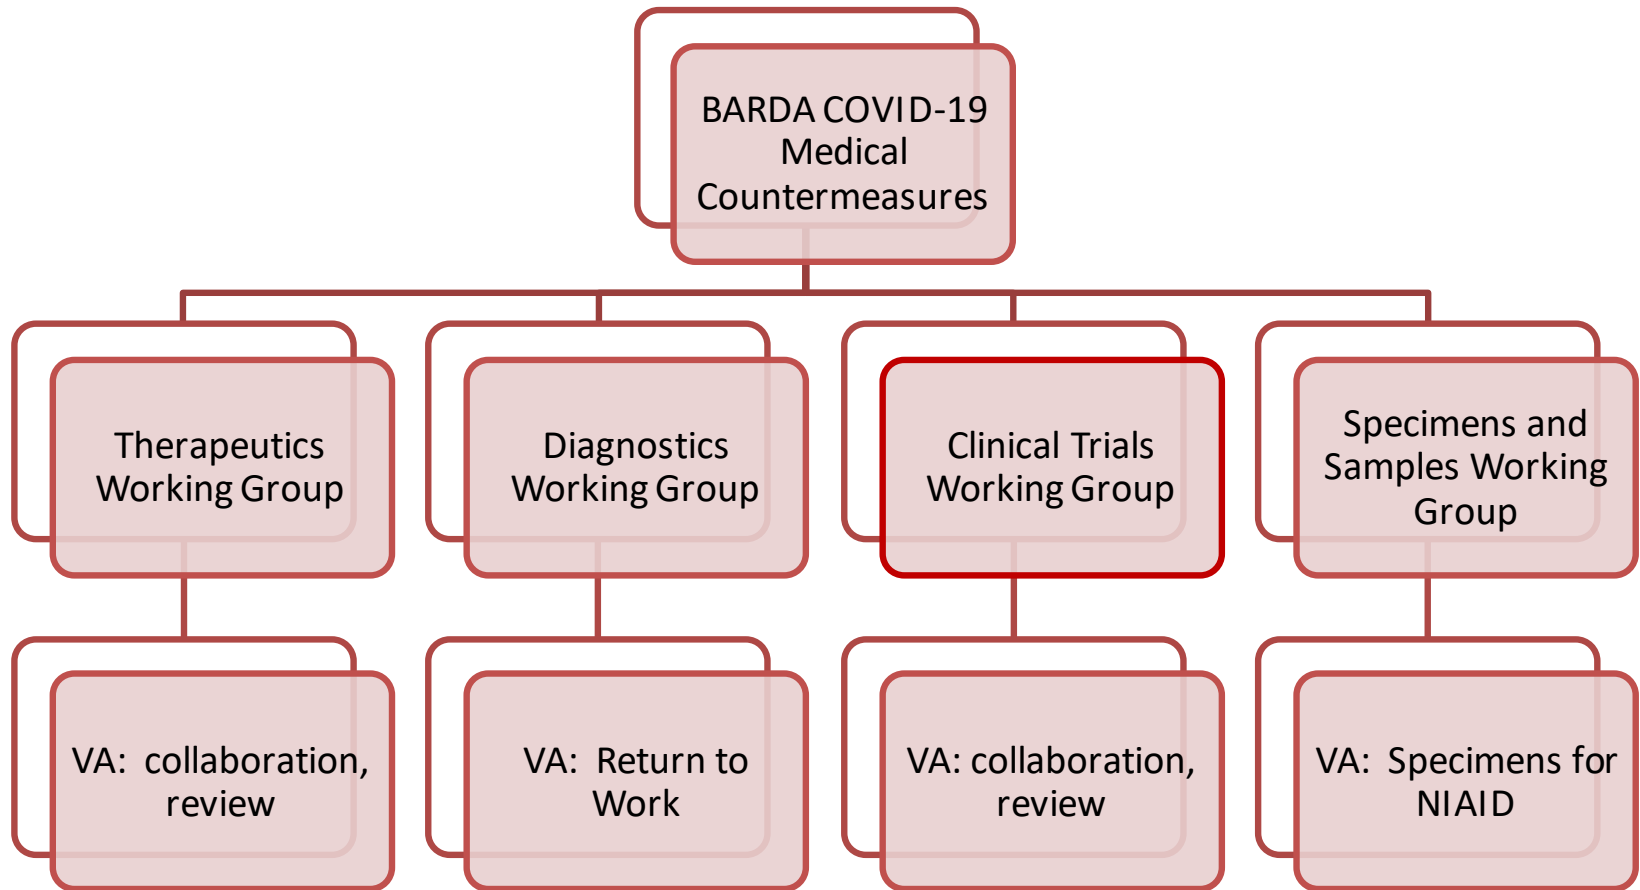 BARDA COVID-19
Medical
Countermeasures
Therapeutics
Working Group
Diagnostics
Working Group
Clinical Trials
Working Group
Specimens and
Samples Working
Group
VA:  collaboration,
review
VA:  Return to
Work
VA: collaboration,
review
VA:  Specimens for
NIAID